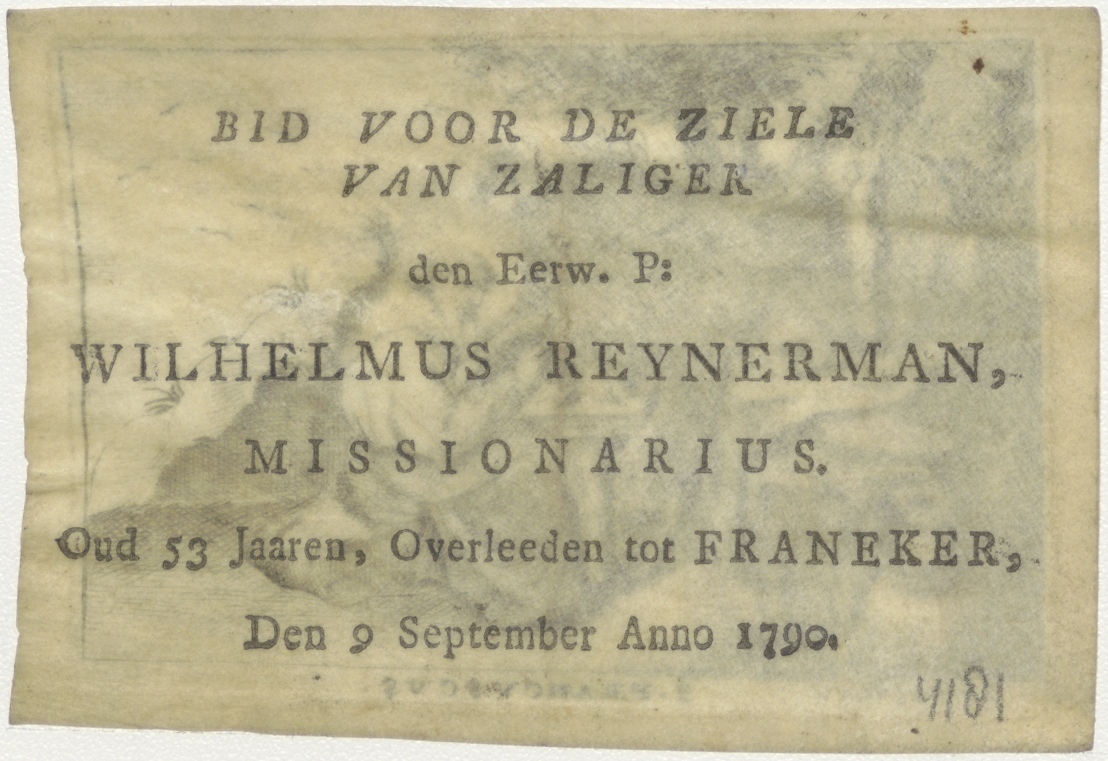 BID VOOR DE ZIELE
VAN ZALIGER
den Eerw. P:
WILHELMUS REYNERMAN,
MISSIONARIUS.
Oud 53 Jaaren, Overleeden tot FRANEKER,
Den 9 September Anno 1790.